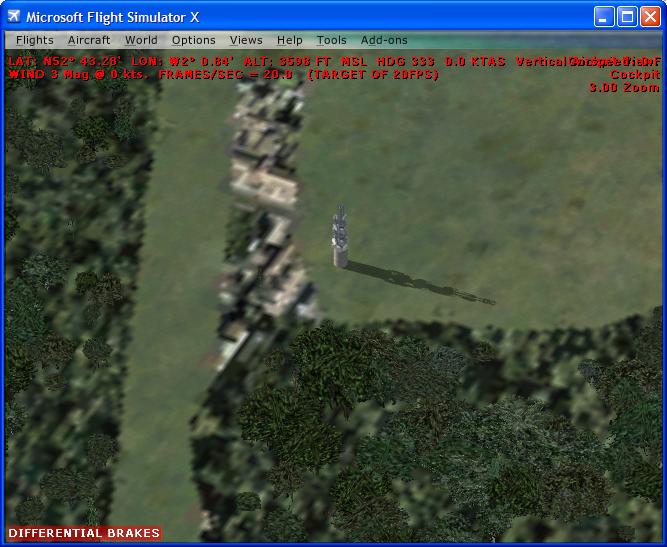 Microsoft Flight Simulator X
Flights Aircraft World Options Views Help Tools Add-ons
LAT: N52° 43.28' LON: W2° 0.84' ALT: 8598 FT MSL HDG 333 0.0 KTAS
WIND 3 Mag @ 0 kts. FRAMES/SEC = 20.0 (TARGET OF 20FPS) Cockpit
3.00 Zoom
DIFFERENTIAL BRAKES